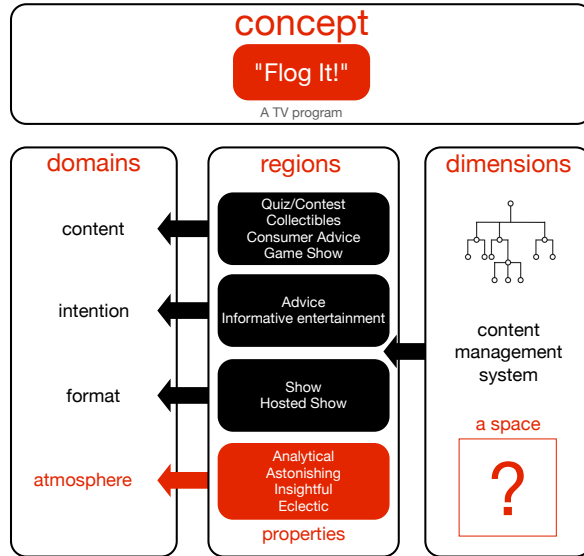 concept
"Flog It!"
A TV program
domains
content
intention
format
atmosphere
regions
Quiz/Contest
Collectibles
Consumer Advice
Game Show
Advice
Informative entertainment
Show
Hosted Show
Analytical
Astonishing
Insightful
Eclectic
properties
dimensions
content
management
system
a space
?